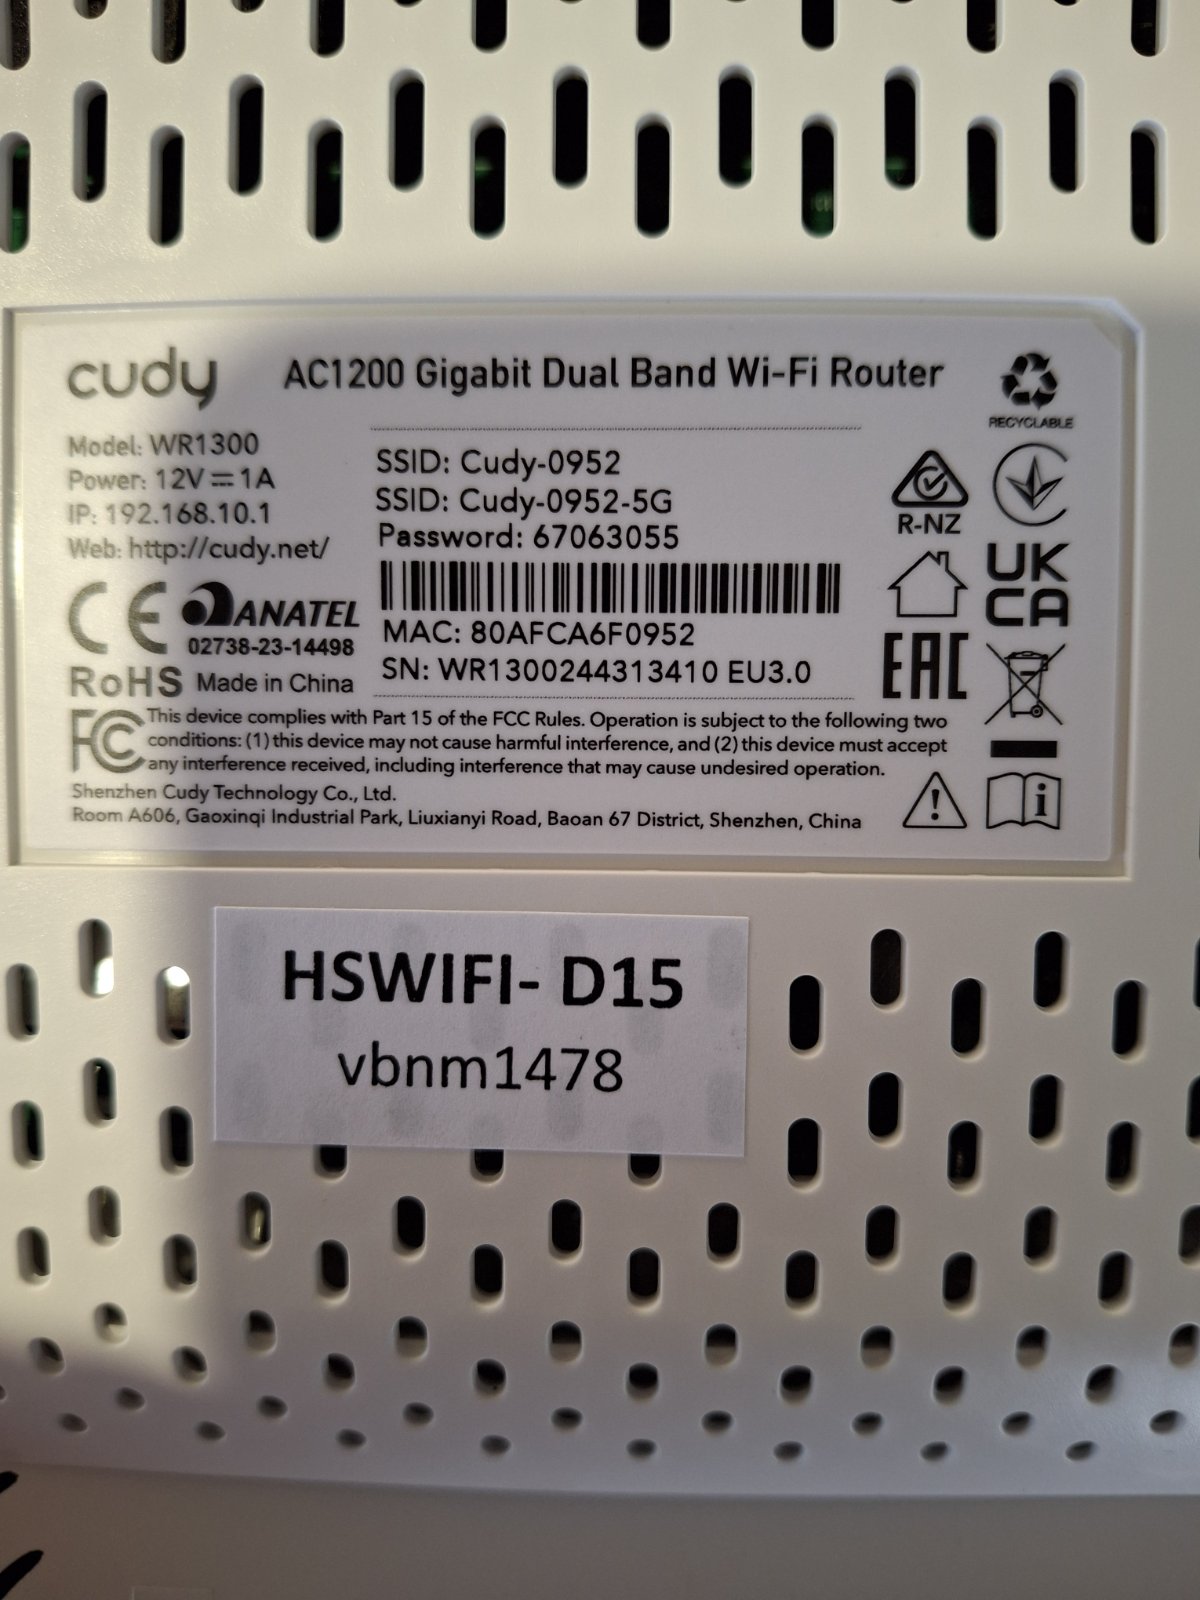 cudy AC1200 Gigabit Dual Band Wi-Fi Router
RECYCLABLE
Model: WR1300
Power: 12V⎓1A
IP: 192.168.10.1
Web: http://cudy.net/
SSID: Cudy-0952
SSID: Cudy-0952-5G
Password: 67063055
R-NZ
UK
CA
CE ANATEL
02738-23-14498
MAC: 80AFCA6F0952
SN: WR1300244313410 EU3.0
EAC
RoHS Made in China
FC This device complies with Part 15 of the FCC Rules. Operation is subject to the following two
conditions: (1) this device may not cause harmful interference, and (2) this device must accept
any interference received, including interference that may cause undesired operation.
Shenzhen Cudy Technology Co., Ltd.
Room A606, Gaoxinqi Industrial Park, Liuxianyi Road, Baoan 67 District, Shenzhen, China
HSWIFI- D15
vbnm1478